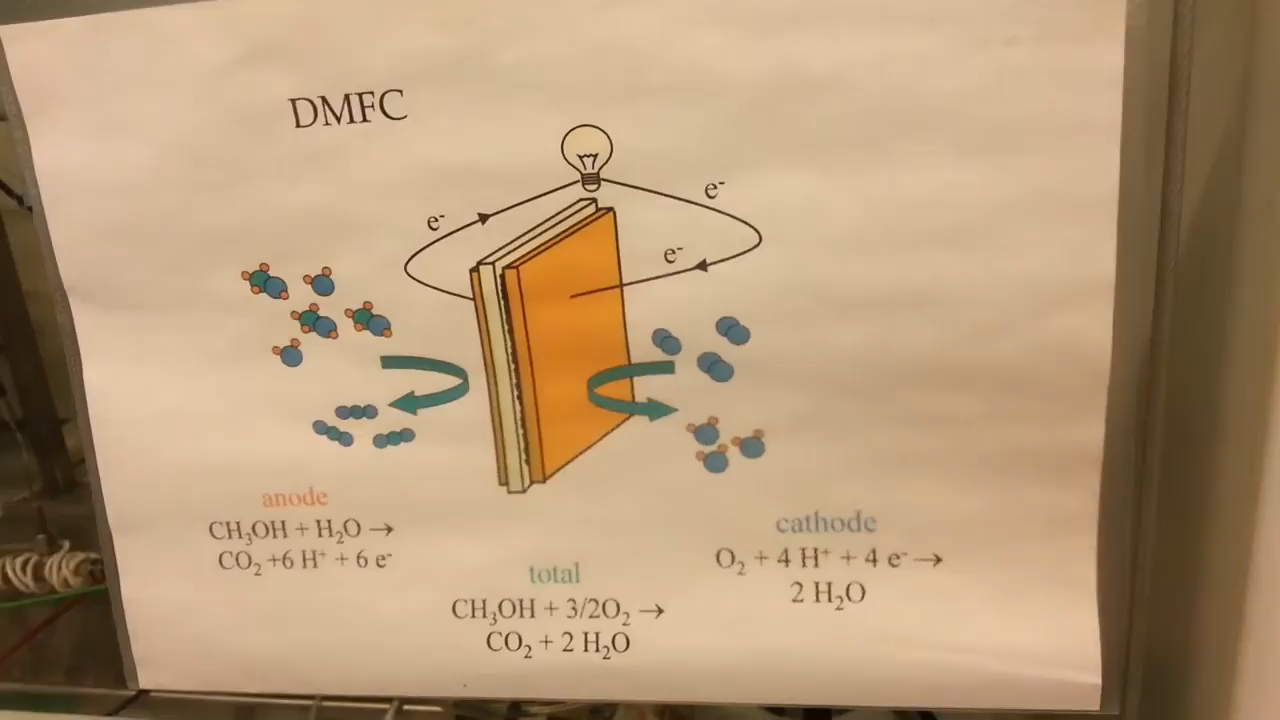 DMFC
e⁻
e⁻
e⁻
anode
CH₃OH + H₂O →
CO₂ +6 H⁺ + 6 e⁻
cathode
O₂ + 4 H⁺ + 4 e⁻ →
2 H₂O
total
CH₃OH + 3/2O₂ →
CO₂ + 2 H₂O